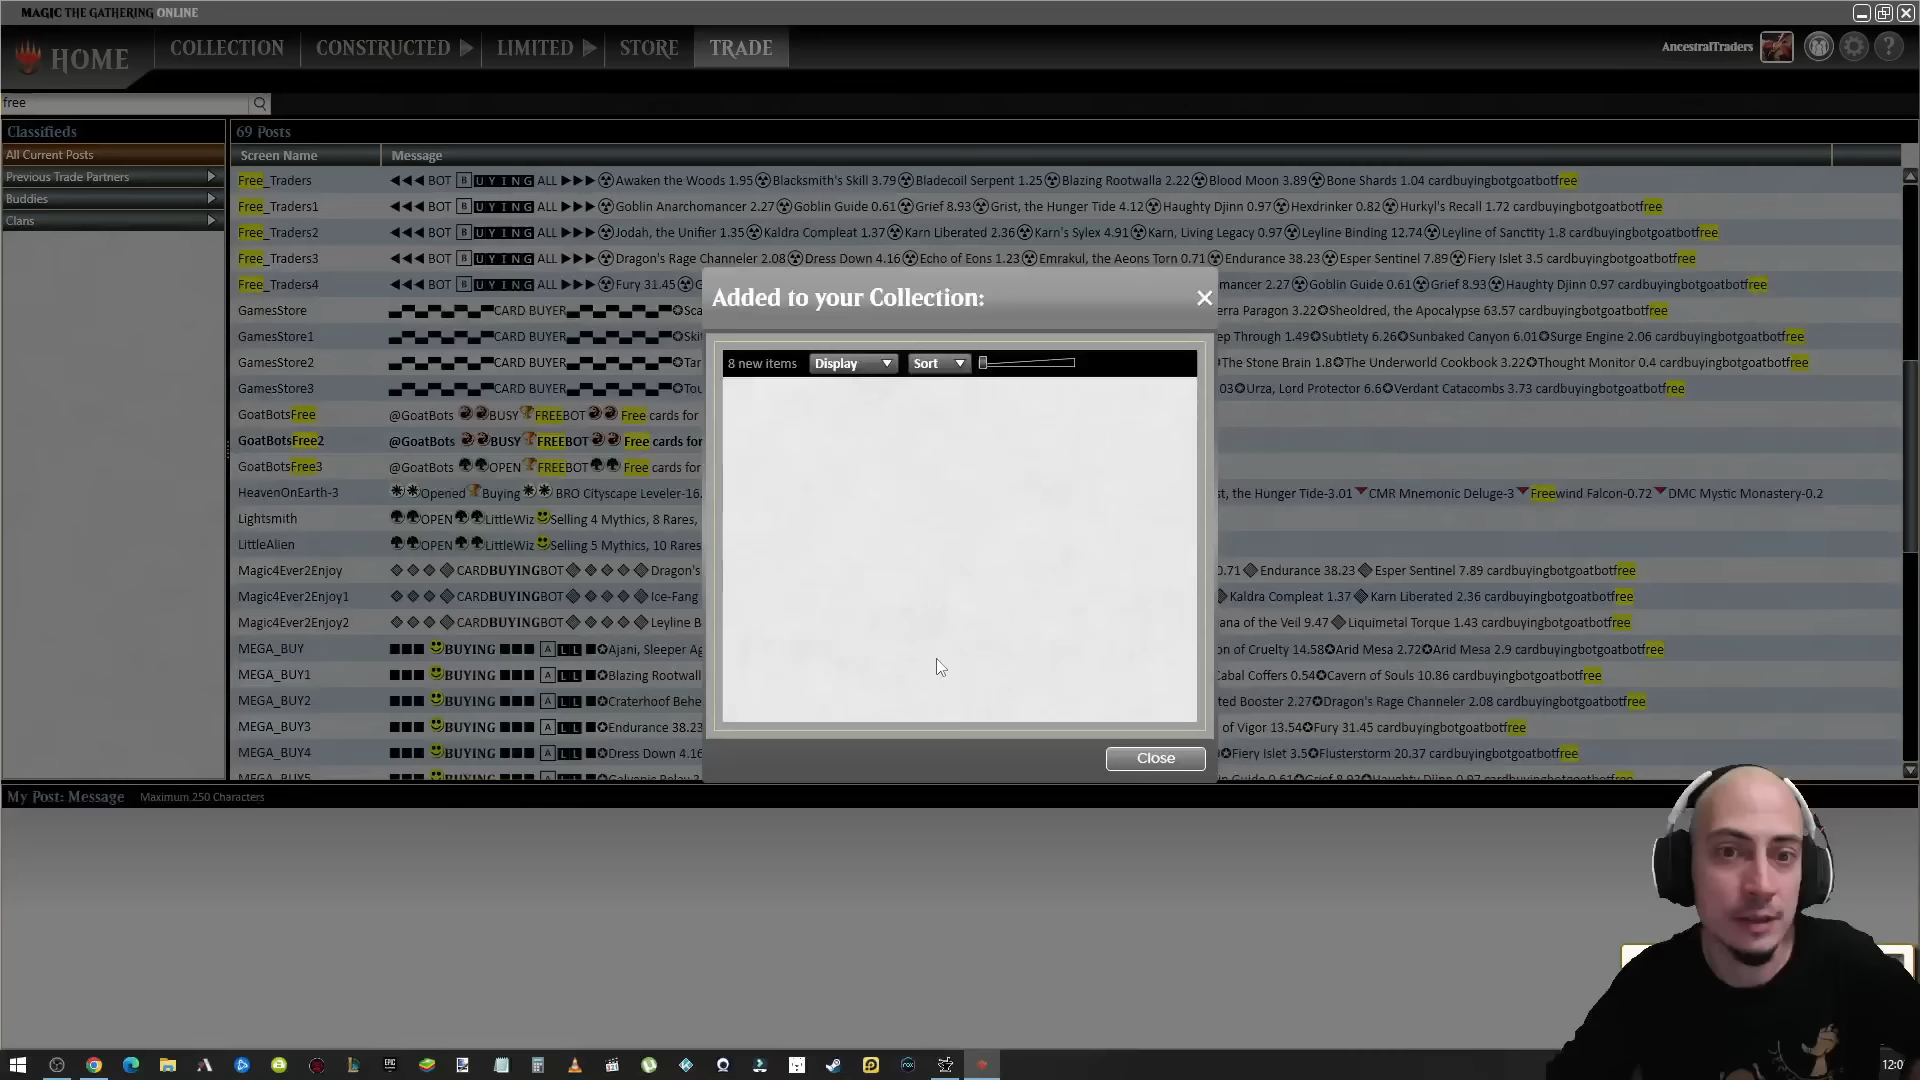 MAGIC THE GATHERING ONLINE
HOME
COLLECTION
CONSTRUCTED
LIMITED
STORE
TRADE
AncestralTraders
free
Classifieds
All Current Posts
Previous Trade Partners
Buddies
Clans
69 Posts
Screen Name Message
Free_Traders BOT BUYING ALL Awaken the Woods 1.95 Blacksmith's Skill 3.79 Bladecoil Serpent 1.25 Blazing Rootwalla 2.22 Blood Moon 3.89 Bone Shards 1.04 cardbuyingbotgoatbotfree
Free_Traders1 BOT BUYING ALL Goblin Anarchomancer 2.27 Goblin Guide 0.61 Grief 8.93 Grist, the Hunger Tide 4.12 Haughty Djinn 0.97 Hexdrinker 0.82 Hurkyl's Recall 1.72 cardbuyingbotgoatbotfree
Free_Traders2 BOT BUYING ALL Jodah, the Unifier 1.35 Kaldra Compleat 1.37 Karn Liberated 2.36 Karn's Sylex 4.91 Karn, Living Legacy 0.97 Leyline Binding 12.74 Leyline of Sanctity 1.8 cardbuyingbotgoatbotfree
Free_Traders3 BOT BUYING ALL Dragon's Rage Channeler 2.08 Dress Down 4.16 Echo of Eons 1.23 Emrakul, the Aeons Torn 0.71 Endurance 38.23 Esper Sentinel 7.89 Fiery Islet 3.5 cardbuyingbotgoatbotfree
Free_Traders4 BOT BUYING ALL Fury 31.45 mancer 2.27 Goblin Guide 0.61 Grief 8.93 Haughty Djinn 0.97 cardbuyingbotgoatbotfree
GamesStore CARD BUYER Sca rra Paragon 3.22 Sheoldred, the Apocalypse 63.57 cardbuyingbotgoatbotfree
GamesStore1 CARD BUYER Ski ep Through 1.49 Subtlety 6.26 Sunbaked Canyon 6.01 Surge Engine 2.06 cardbuyingbotgoatbotfree
GamesStore2 CARD BUYER Tar The Stone Brain 1.8 The Underworld Cookbook 3.22 Thought Monitor 0.4 cardbuyingbotgoatbotfree
GamesStore3 CARD BUYER Tou 03 Urza, Lord Protector 6.6 Verdant Catacombs 3.73 cardbuyingbotgoatbotfree
GoatBotsFree @GoatBots BUSY FREEBOT Free cards for
GoatBotsFree2 @GoatBots BUSY FREEBOT Free cards for
GoatBotsFree3 @GoatBots OPEN FREEBOT Free cards for
HeavenOnEarth-3 Opened Buying BRO Cityscape Leveler-16. st, the Hunger Tide-3.01 CMR Mnemonic Deluge-3 Freewind Falcon-0.72 DMC Mystic Monastery-0.2
Lightsmith OPEN LittleWiz Selling 4 Mythics, 8 Rares,
LittleAlien OPEN LittleWiz Selling 5 Mythics, 10 Rares
Magic4Ever2Enjoy CARDBUYINGBOT Dragon's 0.71 Endurance 38.23 Esper Sentinel 7.89 cardbuyingbotgoatbotfree
Magic4Ever2Enjoy1 CARDBUYINGBOT Ice-Fang Kaldra Compleat 1.37 Karn Liberated 2.36 cardbuyingbotgoatbotfree
Magic4Ever2Enjoy2 CARDBUYINGBOT Leyline B ana of the Veil 9.47 Liquimetal Torque 1.43 cardbuyingbotgoatbotfree
MEGA_BUY BUYING ALL Ajani, Sleeper Ag on of Cruelty 14.58 Arid Mesa 2.72 Arid Mesa 2.9 cardbuyingbotgoatbotfree
MEGA_BUY1 BUYING ALL Blazing Rootwall Cabal Coffers 0.54 Cavern of Souls 10.86 cardbuyingbotgoatbotfree
MEGA_BUY2 BUYING ALL Craterhoof Behe ted Booster 2.27 Dragon's Rage Channeler 2.08 cardbuyingbotgoatbotfree
MEGA_BUY3 BUYING ALL Endurance 38.23 of Vigor 13.54 Fury 31.45 cardbuyingbotgoatbotfree
MEGA_BUY4 BUYING ALL Dress Down 4.16 Fiery Islet 3.5 Flusterstorm 20.37 cardbuyingbotgoatbotfree
MEGA_BUY5 BUYING ALL Galvanic Relay Guide 0.61 Grief 8.93 Haughty Djinn 0.97 cardbuyingbotgoatbotfree
Added to your Collection:
8 new items Display Sort
Close
My Post: Message Maximum 250 Characters
12:0